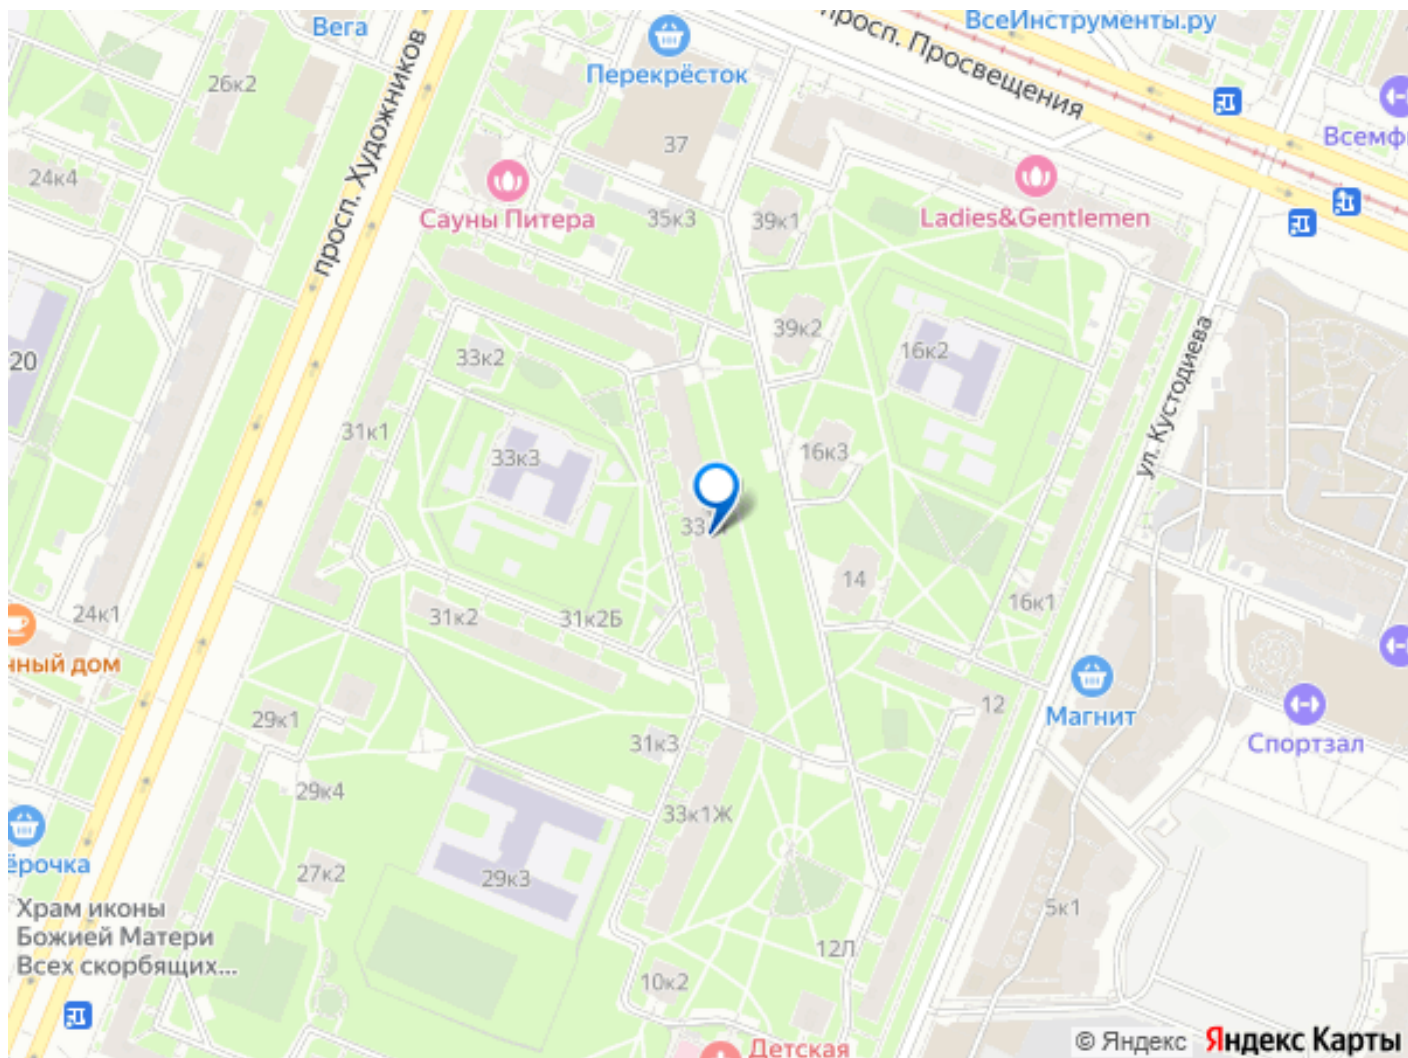 Вега
ВсеИнструменты.ру
просп. Просвещения
Перекрёсток
26к2
просп. Художников
37
Всемф
24к4
Сауны Питера
35к3
39к1
Ladies&Gentlemen
39к2
33к2
16к2
20
ул. Кустодиева
31к1
33к3
16к3
33
14
24к1
31к2
31к2Б
16к1
нный дом
12
Магнит
29к1
31к3
Спортзал
29к4
33к1Ж
ёрочка
27к2
29к3
5к1
Храм иконы
Божией Матери
Всех скорбящих...
12Л
10к2
Детская
© Яндекс Яндекс Карты